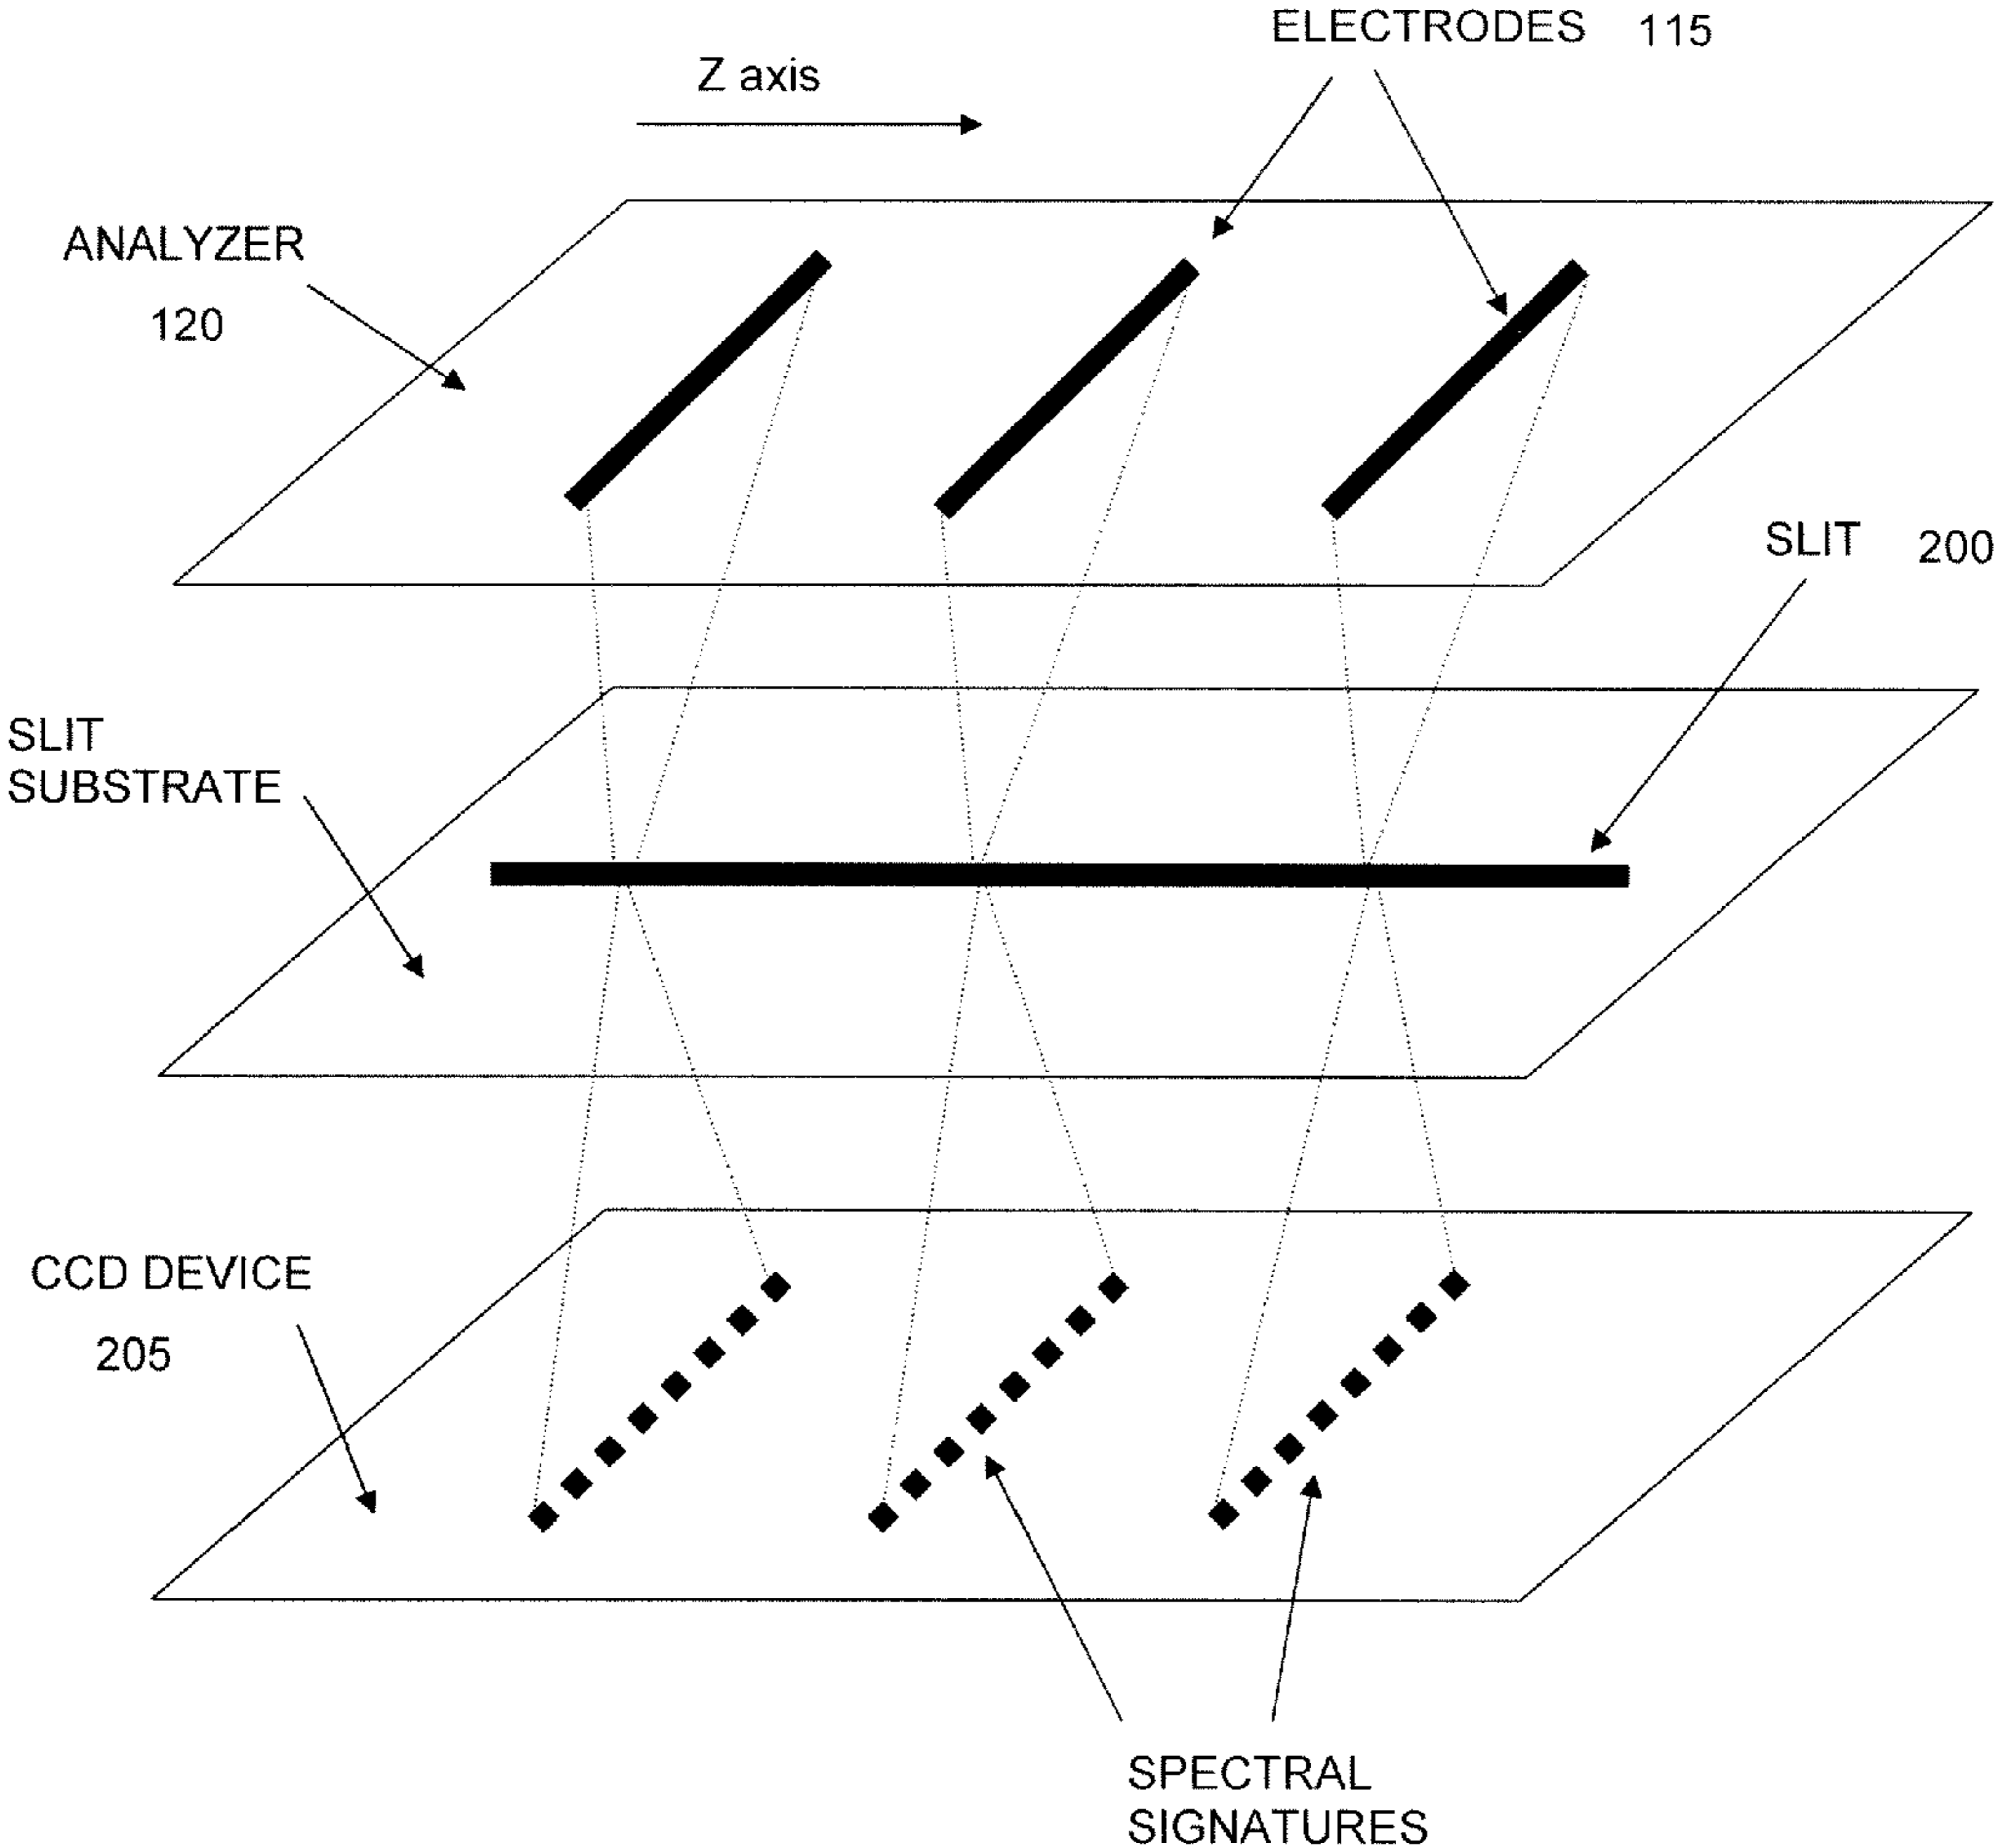 ELECTRODES 115
Z axis
ANALYZER
120
SLIT 200
SLIT
SUBSTRATE
CCD DEVICE
205
SPECTRAL
SIGNATURES